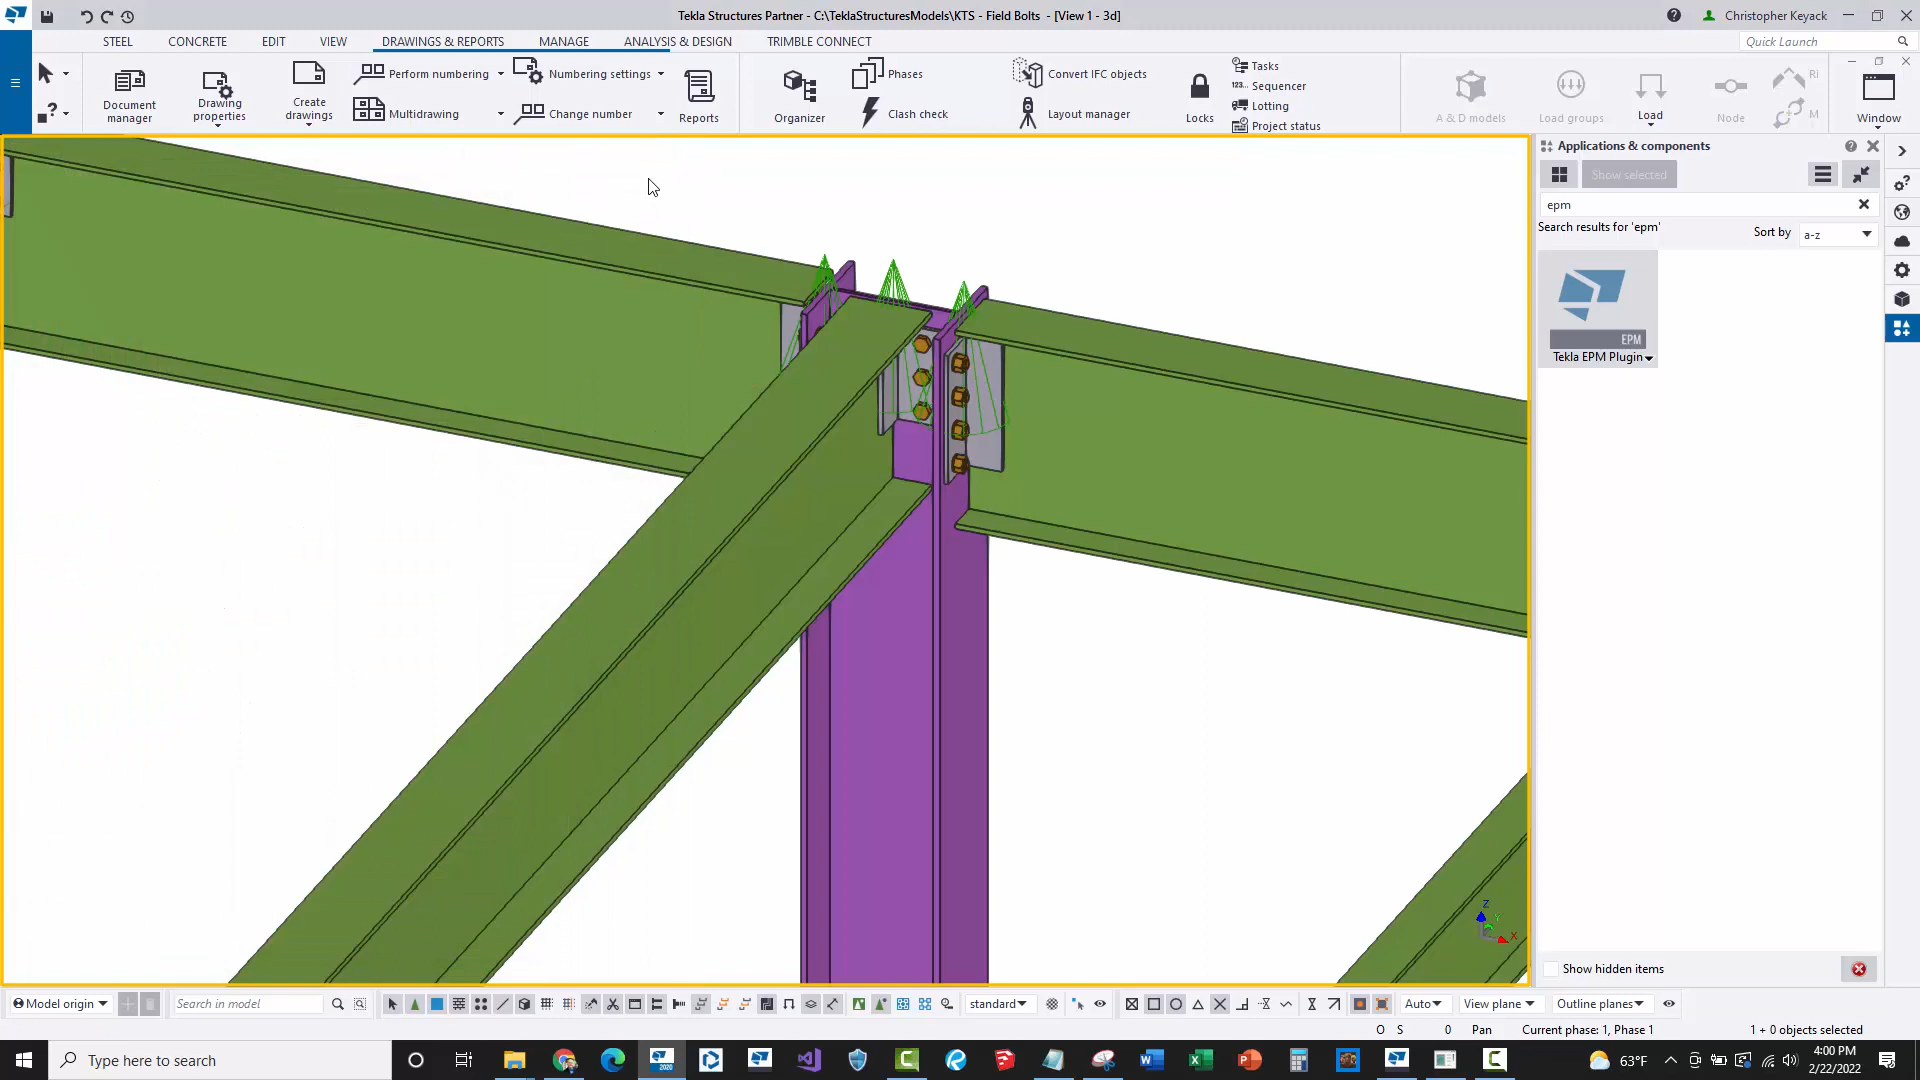 Tekla Structures Partner - C:\TeklaStructuresModels\KTS - Field Bolts - [View 1 - 3d]
Christopher Keyack
STEEL CONCRETE EDIT VIEW DRAWINGS & REPORTS MANAGE ANALYSIS & DESIGN TRIMBLE CONNECT
Quick Launch
Document manager
Drawing properties
Create drawings
Perform numbering
Multidrawing
Numbering settings
Change number
Reports
Organizer
Phases
Clash check
Convert IFC objects
Layout manager
Locks
Tasks
123... Sequencer
Lotting
Project status
A & D models
Load groups
Load
Node
Ri
M
Window
Applications & components
Show selected
epm
Search results for 'epm'
Sort by
a-z
EPM
Tekla EPM Plugin
Z
Y
X
Show hidden items
Model origin
Search in model
standard
Auto
View plane
Outline planes
O S 0 Pan Current phase: 1, Phase 1 1 + 0 objects selected
Type here to search
2020
63°F
4:00 PM
2/22/2022